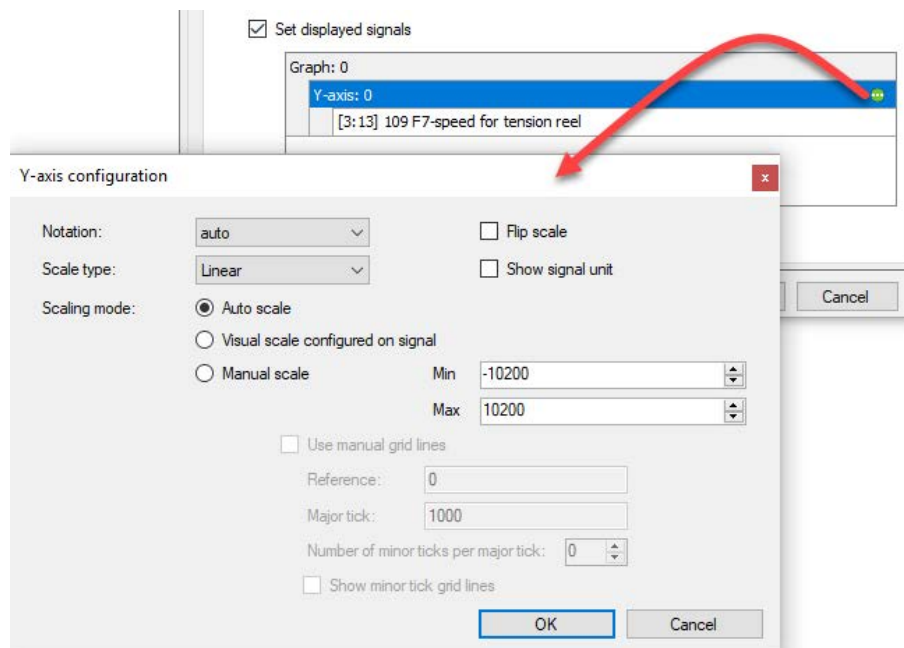 Set displayed signals
Graph: 0
Y-axis: 0
[3:13] 109 F7-speed for tension reel
Y-axis configuration
x
Notation: auto Flip scale
Scale type: Linear Show signal unit
Cancel
Scaling mode: Auto scale
Visual scale configured on signal
Manual scale Min -10200
Max 10200
Use manual grid lines
Reference: 0
Major tick: 1000
Number of minor ticks per major tick: 0
Show minor tick grid lines
OK Cancel